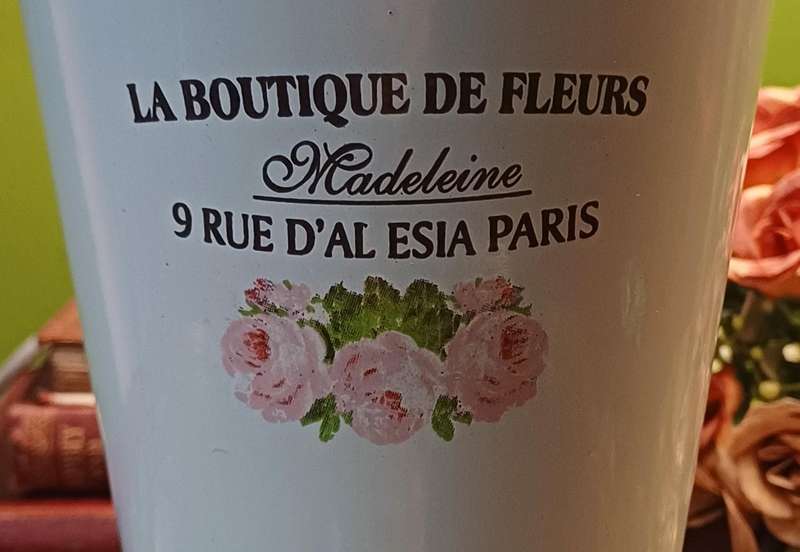 LA BOUTIQUE DE FLEURS
Madeleine
9 RUE D'AL ESIA PARIS